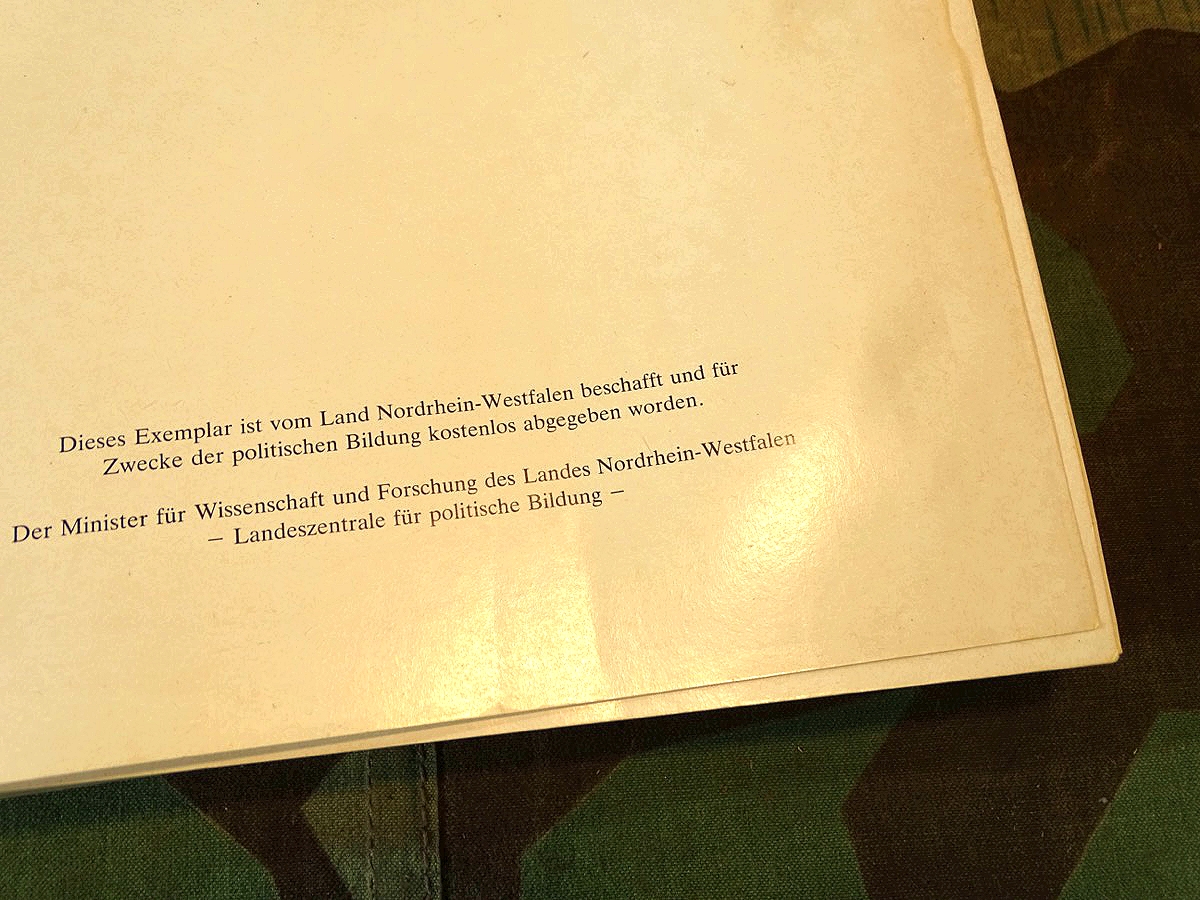 Dieses Exemplar ist vom Land Nordrhein-Westfalen beschafft und für
Zwecke der politischen Bildung kostenlos abgegeben worden.
Der Minister für Wissenschaft und Forschung des Landes Nordrhein-Westfalen
– Landeszentrale für politische Bildung –